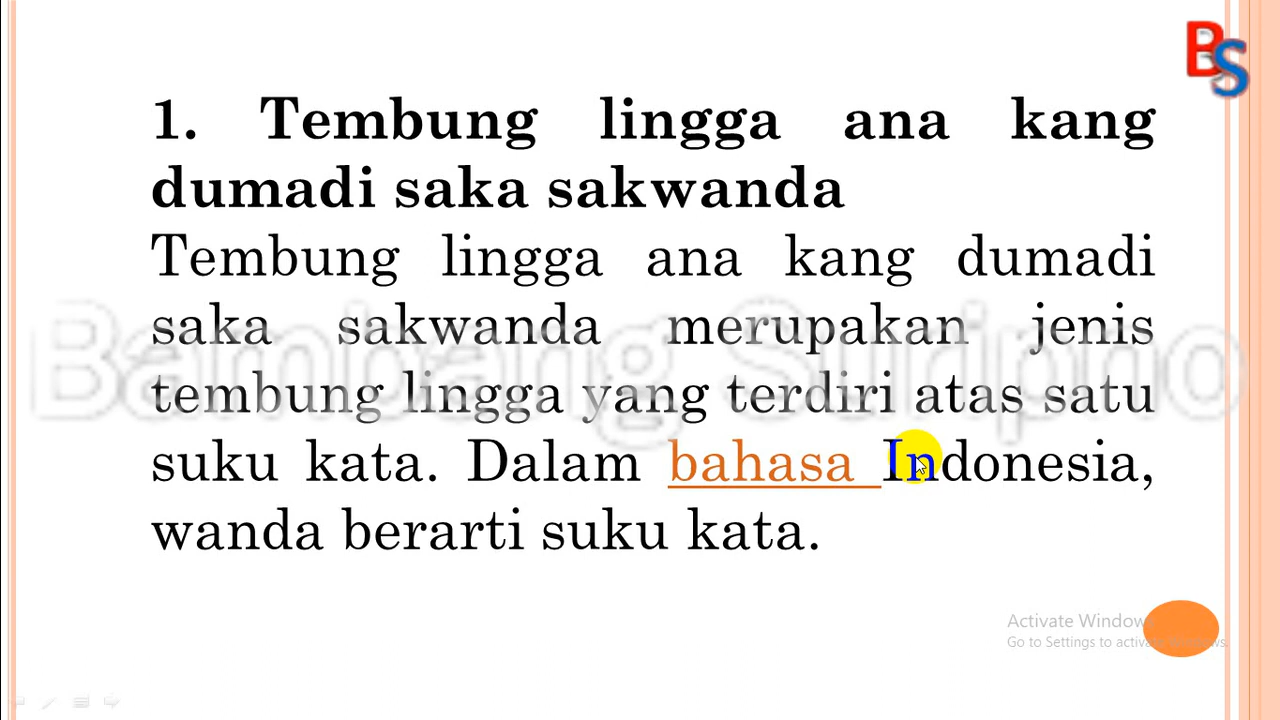 BS
1. Tembung lingga ana kang
dumadi saka sakwanda
Tembung lingga ana kang dumadi
saka sakwanda merupakan jenis
tembung lingga yang terdiri atas satu
suku kata. Dalam bahasa Indonesia,
wanda berarti suku kata.
Bambang Suripno
Activate Windows
Go to Settings to activate Windows.